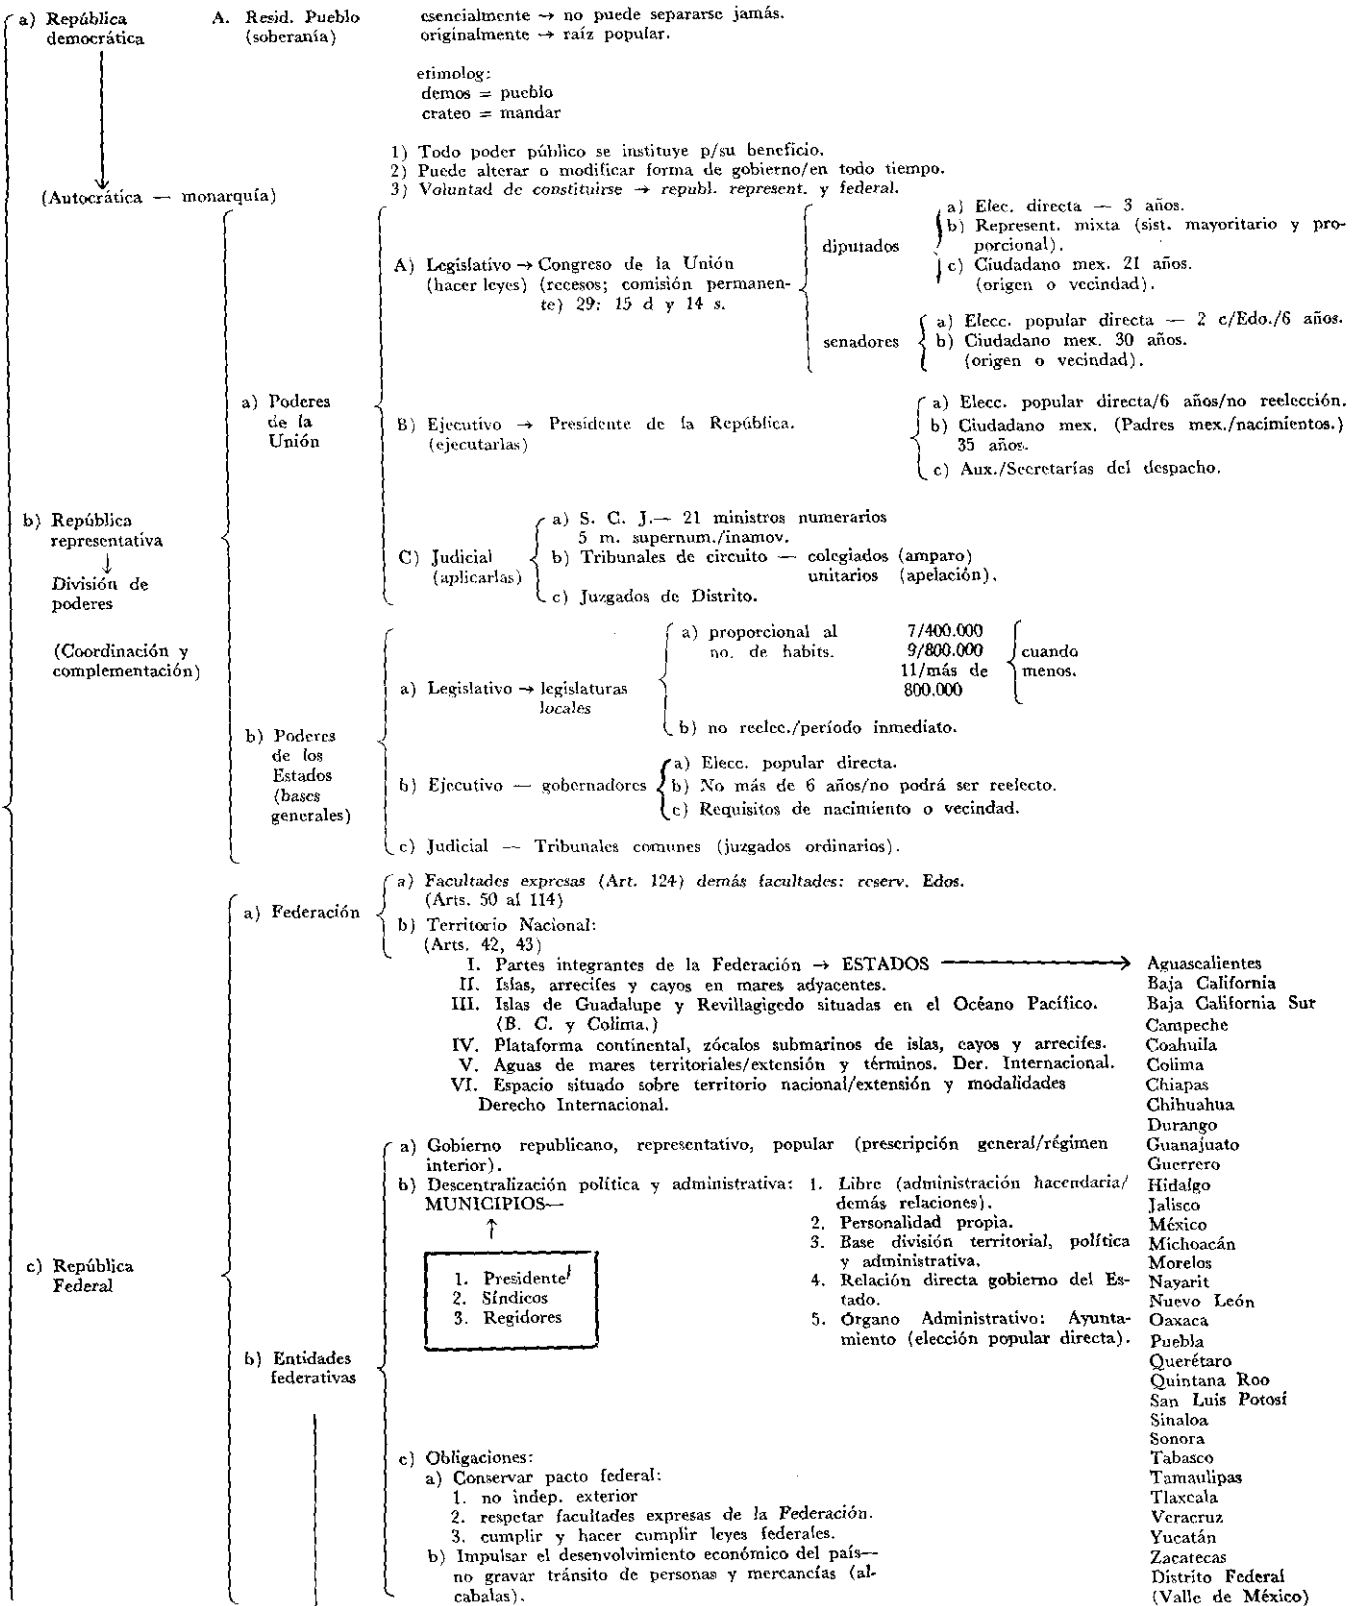 a) República
democrática
A. Resid. Pueblo
(soberanía)
esencialmente → no puede separarse jamás.
originalmente → raíz popular.
etimolog:
demos = pueblo
crateo = mandar
1) Todo poder público se instituye p/su beneficio.
2) Puede alterar o modificar forma de gobierno/en todo tiempo.
3) Voluntad de constituirse → republ. represent. y federal.
(Autocrática — monarquía)
b) República
representativa
↓
División de
poderes
(Coordinación y
complementación)
a) Poderes
de la
Unión
A) Legislativo → Congreso de la Unión
(hacer leyes) (recesos; comisión permanen-
te) 29: 15 d y 14 s.
diputados
a) Elec. directa — 3 años.
b) Represent. mixta (sist. mayoritario y pro-
porcional).
c) Ciudadano mex. 21 años.
(origen o vecindad).
senadores
a) Elecc. popular directa — 2 c/Edo./6 años.
b) Ciudadano mex. 30 años.
(origen o vecindad).
B) Ejecutivo → Presidente de la República.
(ejecutarlas)
a) Elecc. popular directa/6 años/no reelección.
b) Ciudadano mex. (Padres mex./nacimientos.)
35 años.
c) Aux./Secretarías del despacho.
C) Judicial
(aplicarlas)
a) S. C. J.— 21 ministros numerarios
5 m. supernum./inamov.
b) Tribunales de circuito — colegiados (amparo)
unitarios (apelación).
c) Juzgados de Distrito.
b) Poderes
de los
Estados
(bases
generales)
a) Legislativo → legislaturas
locales
a) proporcional al
no. de habits.
7/400.000
9/800.000
11/más de
800.000
cuando
menos.
b) no reelec./período inmediato.
b) Ejecutivo — gobernadores
a) Elecc. popular directa.
b) No más de 6 años/no podrá ser reelecto.
c) Requisitos de nacimiento o vecindad.
c) Judicial — Tribunales comunes (juzgados ordinarios).
c) República
Federal
a) Federación
a) Facultades expresas (Art. 124) demás facultades: reserv. Edos.
(Arts. 50 al 114)
b) Territorio Nacional:
(Arts. 42, 43)
I. Partes integrantes de la Federación → ESTADOS
II. Islas, arrecifes y cayos en mares adyacentes.
III. Islas de Guadalupe y Revillagigedo situadas en el Océano Pacífico.
(B. C. y Colima.)
IV. Plataforma continental, zócalos submarinos de islas, cayos y arrecifes.
V. Aguas de mares territoriales/extensión y términos. Der. Internacional.
VI. Espacio situado sobre territorio nacional/extensión y modalidades
Derecho Internacional.
Aguascalientes
Baja California
Baja California Sur
Campeche
Coahuila
Colima
Chiapas
Chihuahua
Durango
Guanajuato
Guerrero
Hidalgo
Jalisco
México
Michoacán
Morelos
Nayarit
Nuevo León
Oaxaca
Puebla
Querétaro
Quintana Roo
San Luis Potosí
Sinaloa
Sonora
Tabasco
Tamaulipas
Tlaxcala
Veracruz
Yucatán
Zacatecas
Distrito Federal
(Valle de México)
b) Entidades
federativas
a) Gobierno republicano, representativo, popular (prescripción general/régimen
interior).
b) Descentralización política y administrativa:
MUNICIPIOS—
↑
1. Presidente
2. Síndicos
3. Regidores
1. Libre (administración hacendaria/
demás relaciones).
2. Personalidad propia.
3. Base división territorial, política
y administrativa.
4. Relación directa gobierno del Es-
tado.
5. Órgano Administrativo: Ayunta-
miento (elección popular directa).
c) Obligaciones:
a) Conservar pacto federal:
1. no indep. exterior
2. respetar facultades expresas de la Federación.
3. cumplir y hacer cumplir leyes federales.
b) Impulsar el desenvolvimiento económico del país—
no gravar tránsito de personas y mercancías (al-
cabalas).